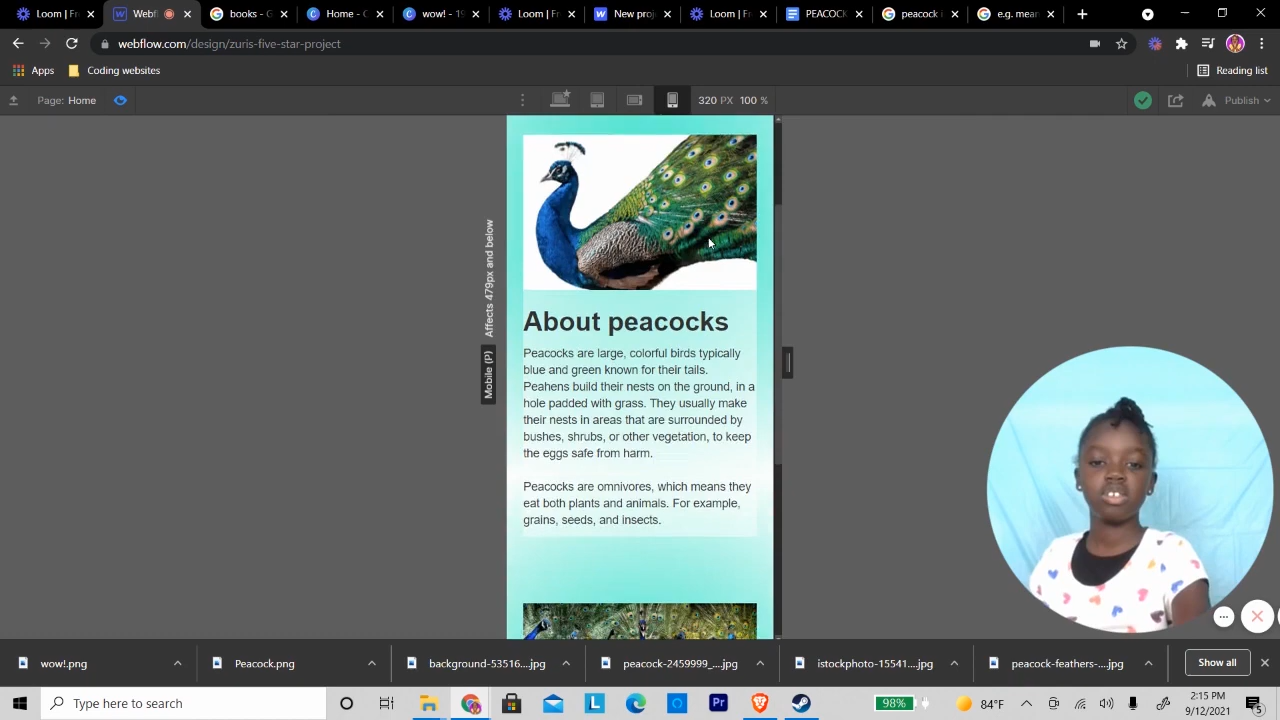 Loom | Fr
Webfl
books - G
Home - C
wow! - 19
Loom | Fr
New proj
Loom | Fr
PEACOCK
peacock i
e.g. mean
webflow.com/design/zuris-five-star-project
Apps
Coding websites
Reading list
Page: Home
320 PX 100 %
Publish
Affects 479px and below
Mobile (P)
About peacocks
Peacocks are large, colorful birds typically
blue and green known for their tails.
Peahens build their nests on the ground, in a
hole padded with grass. They usually make
their nests in areas that are surrounded by
bushes, shrubs, or other vegetation, to keep
the eggs safe from harm.
Peacocks are omnivores, which means they
eat both plants and animals. For example,
grains, seeds, and insects.
wow!.png
Peacock.png
background-53516....jpg
peacock-2459999_....jpg
istockphoto-15541....jpg
peacock-feathers-....jpg
Show all
Type here to search
L
Pr
98%
84°F
2:15 PM
9/12/2021
5